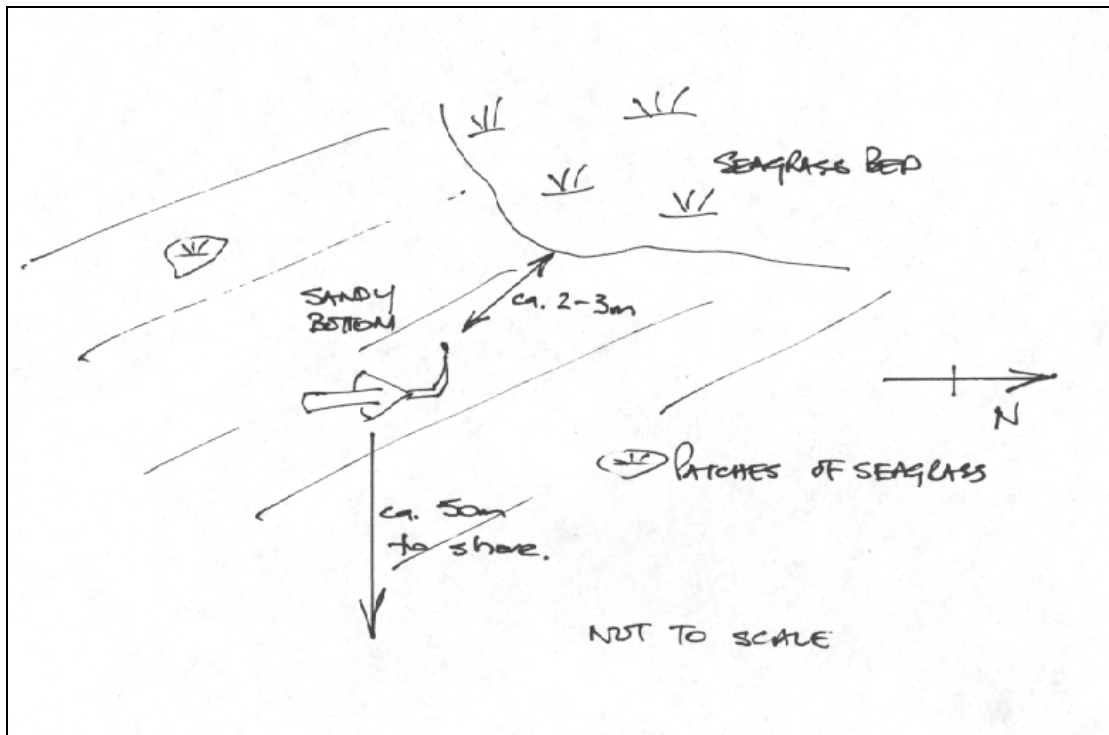 SEAGRASS BED
ca. 2-3m
SANDY
BOTTOM
N
PATCHES OF SEAGRASS
ca. 50m
to shore.
NOT TO SCALE